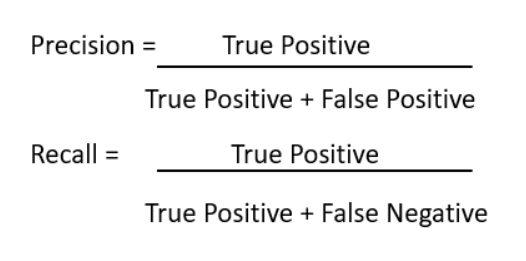 Precision = True Positive
True Positive + False Positive
Recall = True Positive
True Positive + False Negative